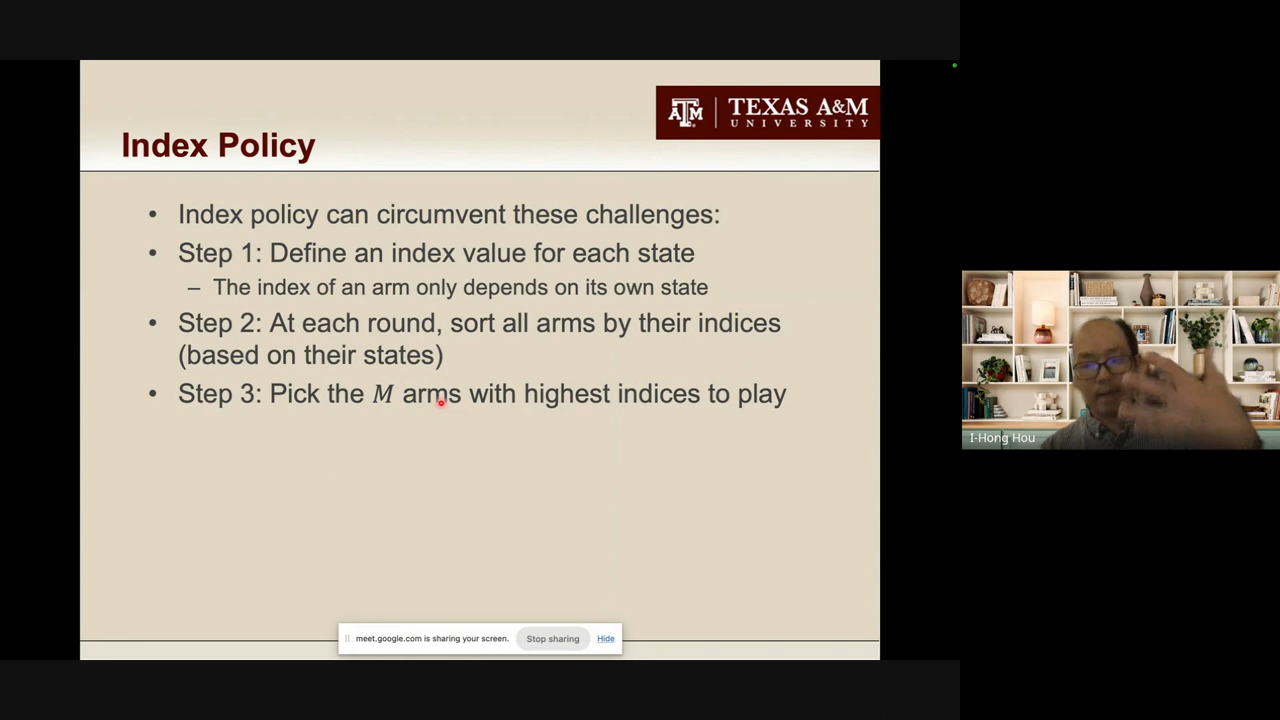 TEXAS A&M
UNIVERSITY
Index Policy
• Index policy can circumvent these challenges:
• Step 1: Define an index value for each state
– The index of an arm only depends on its own state
• Step 2: At each round, sort all arms by their indices
(based on their states)
• Step 3: Pick the M arms with highest indices to play
I-Hong Hou
meet.google.com is sharing your screen.
Stop sharing
Hide